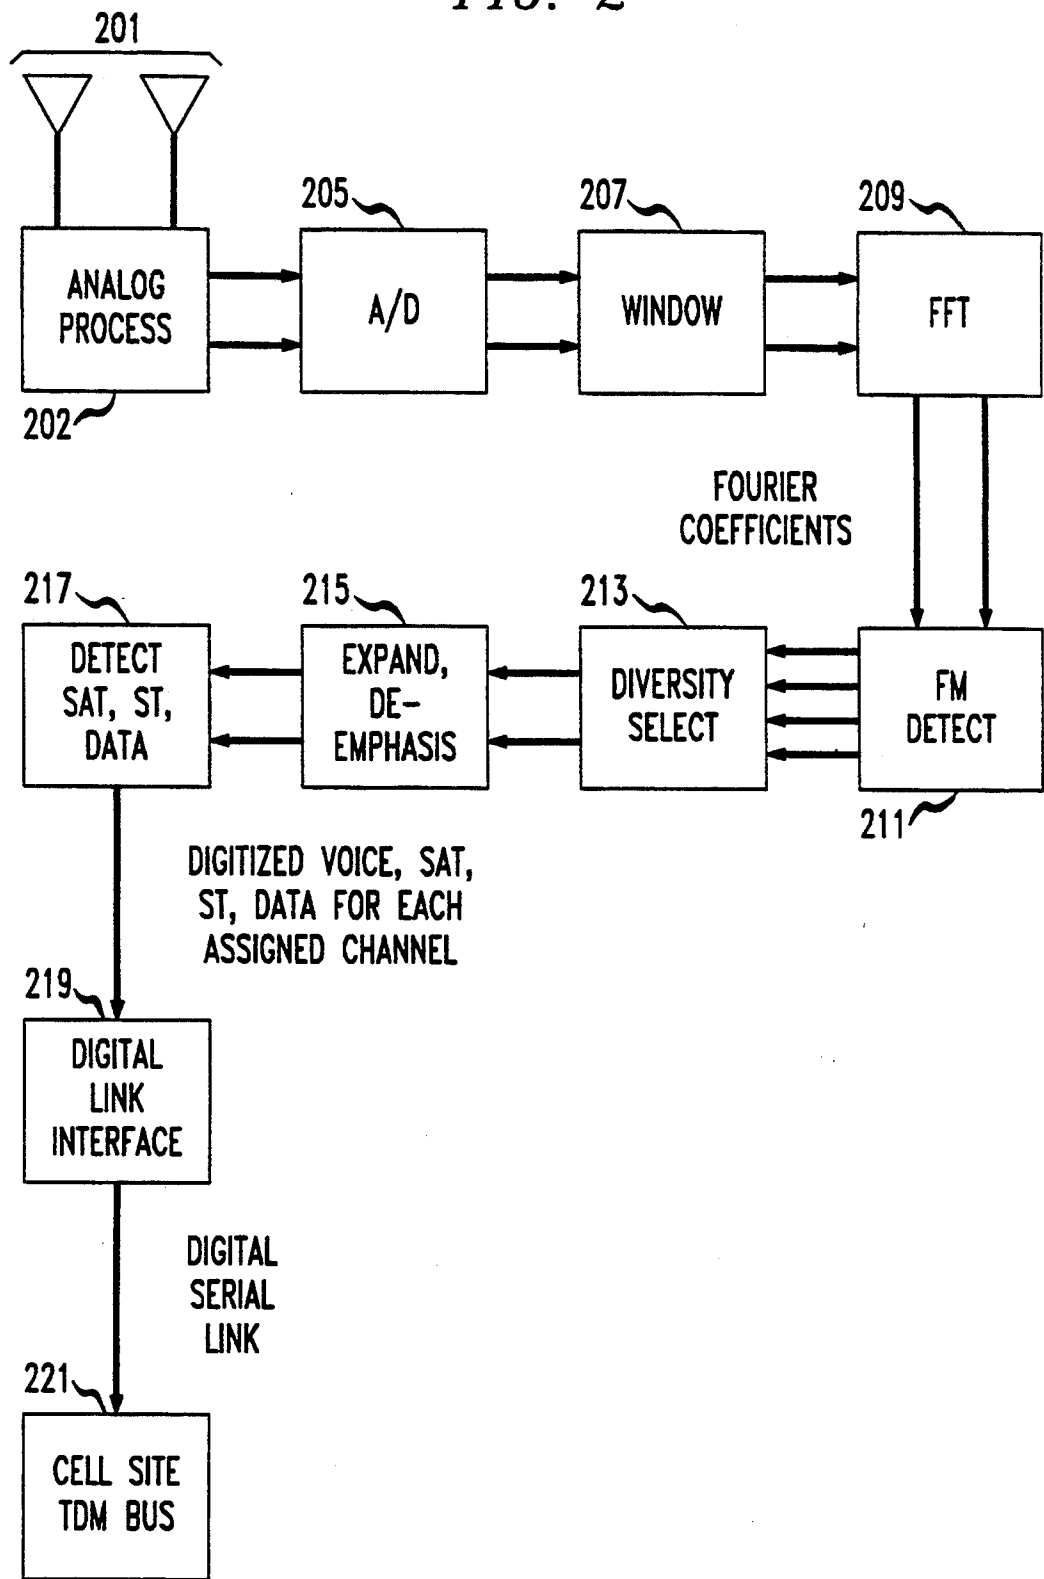 FIG. 2
201
205
207
209
ANALOG
PROCESS
A/D
WINDOW
FFT
202
FOURIER
COEFFICIENTS
217
215
213
DETECT
SAT, ST,
DATA
EXPAND,
DE-
EMPHASIS
DIVERSITY
SELECT
FM
DETECT
211
DIGITIZED VOICE, SAT,
ST, DATA FOR EACH
ASSIGNED CHANNEL
219
DIGITAL
LINK
INTERFACE
DIGITAL
SERIAL
LINK
221
CELL SITE
TDM BUS